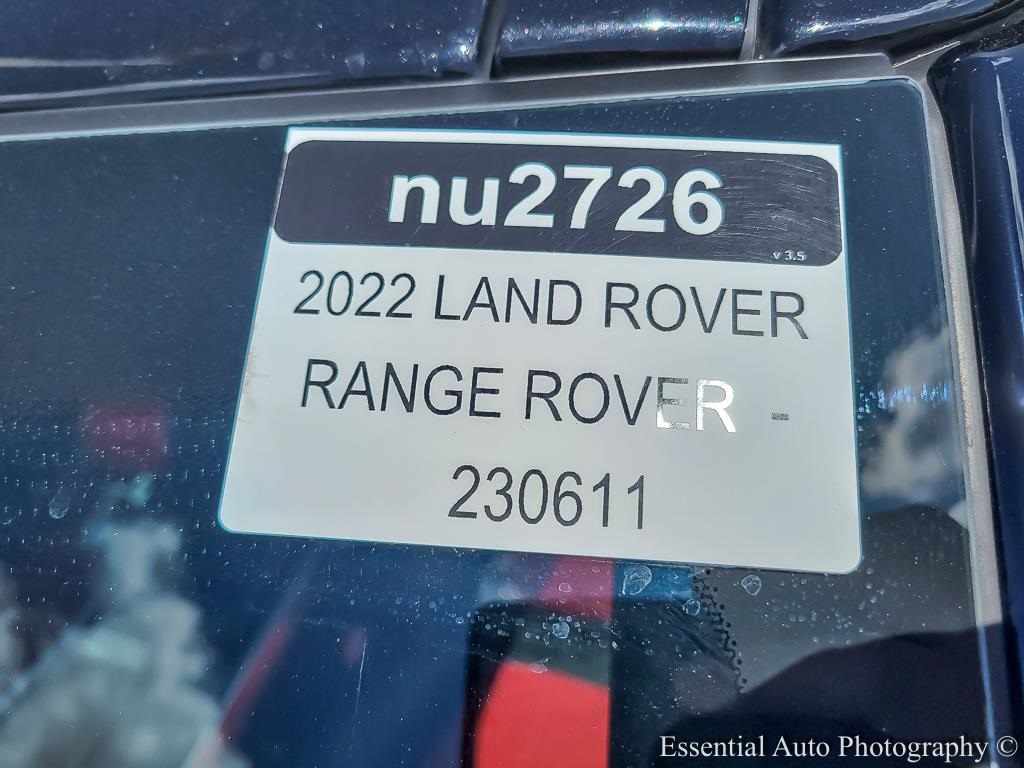 nu2726
v 3.5
2022 LAND ROVER
RANGE ROVER -
230611
Essential Auto Photography ©